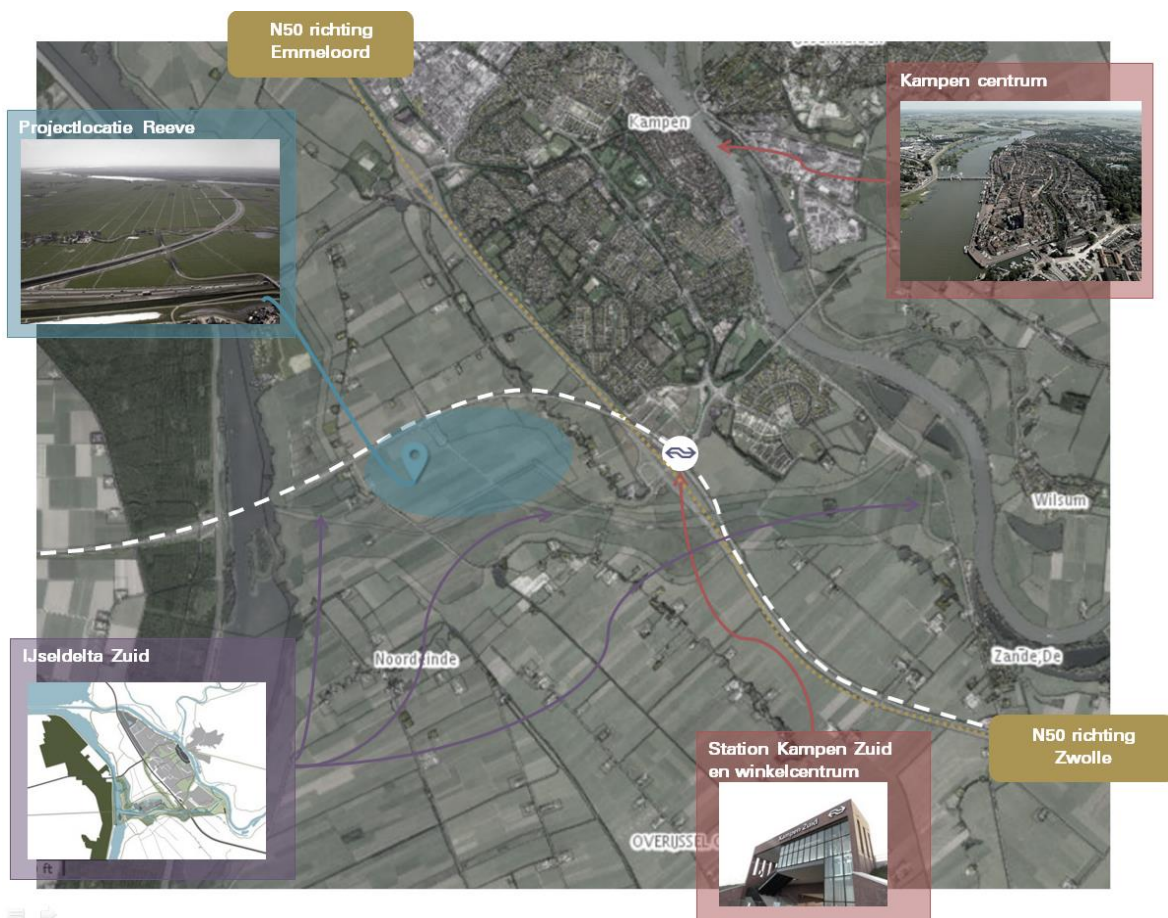 N50 richting
Emmeloord
Kampen centrum
Projectlocatie Reeve
Kampen
Wilsum
IJseldelta Zuid
Noordeinde
Zande,De
Station Kampen Zuid
en winkelcentrum
N50 richting
Zwolle
Kampen Zuid
OVERIJSSEL
ft